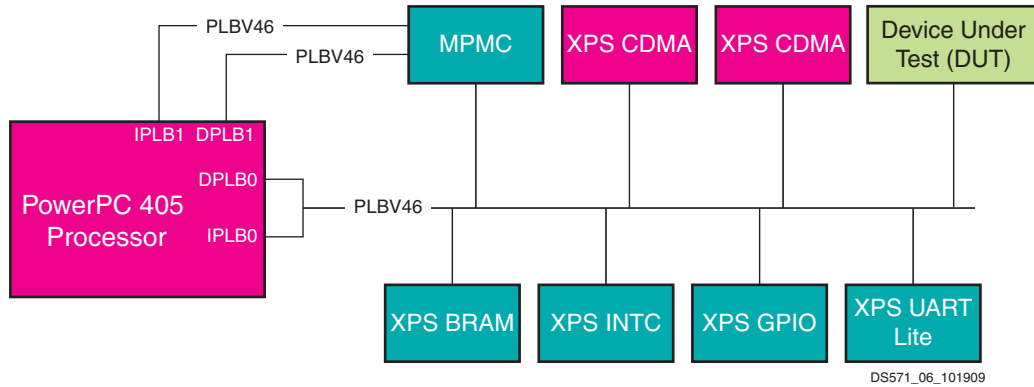 PLBV46
PLBV46
MPMC
XPS CDMA
XPS CDMA
Device Under
Test (DUT)
IPLB1 DPLB1
DPLB0
PowerPC 405
Processor
IPLB0
PLBV46
XPS BRAM
XPS INTC
XPS GPIO
XPS UART
Lite
DS571_06_101909